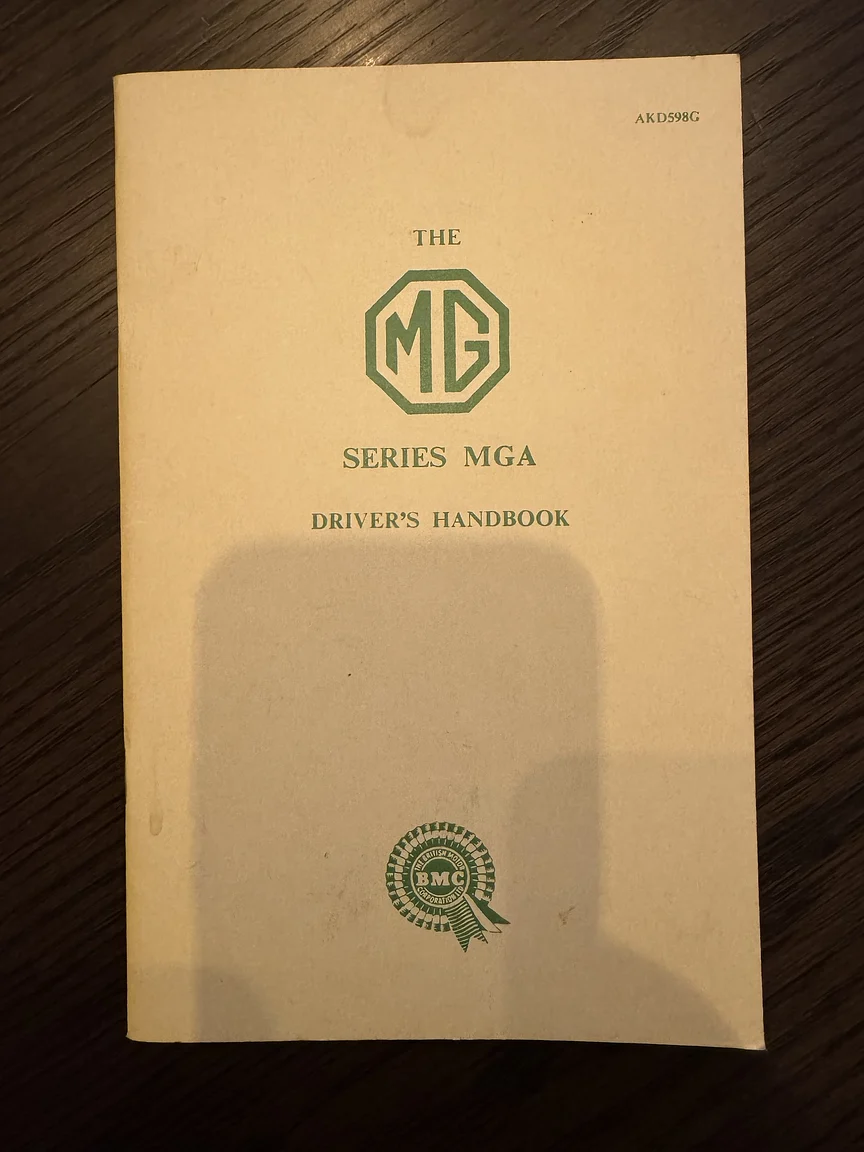 AKD598G
THE
MG
SERIES MGA
DRIVER'S HANDBOOK
THE BRITISH MOTOR
BMC
CORPORATION LTD